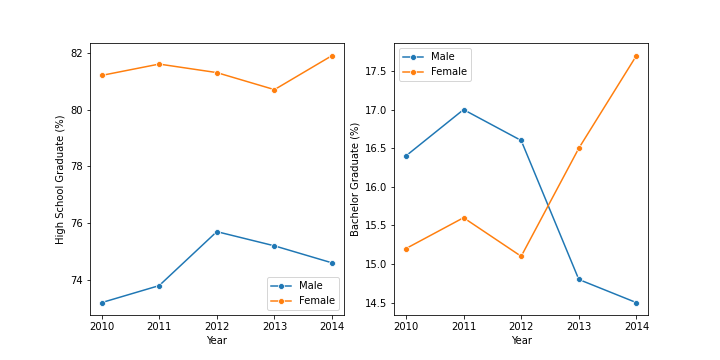 High School Graduate (%)
82
80
78
76
74
2010 2011 2012 2013 2014
Year
Male
Female
Bachelor Graduate (%)
17.5
17.0
16.5
16.0
15.5
15.0
14.5
2010 2011 2012 2013 2014
Year
Male
Female